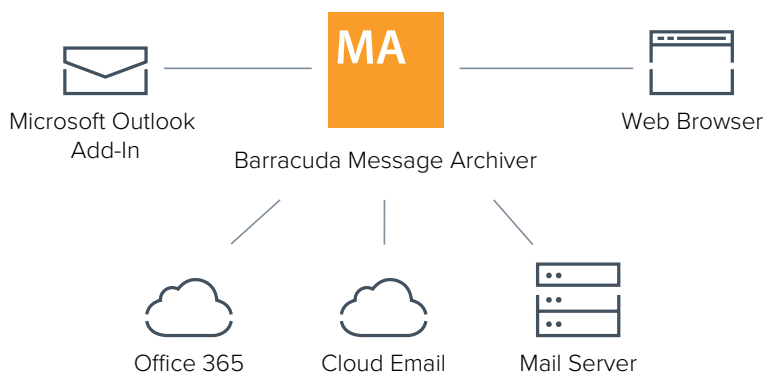 MA
Microsoft Outlook
Add-In
Web Browser
Barracuda Message Archiver
Office 365
Cloud Email
Mail Server